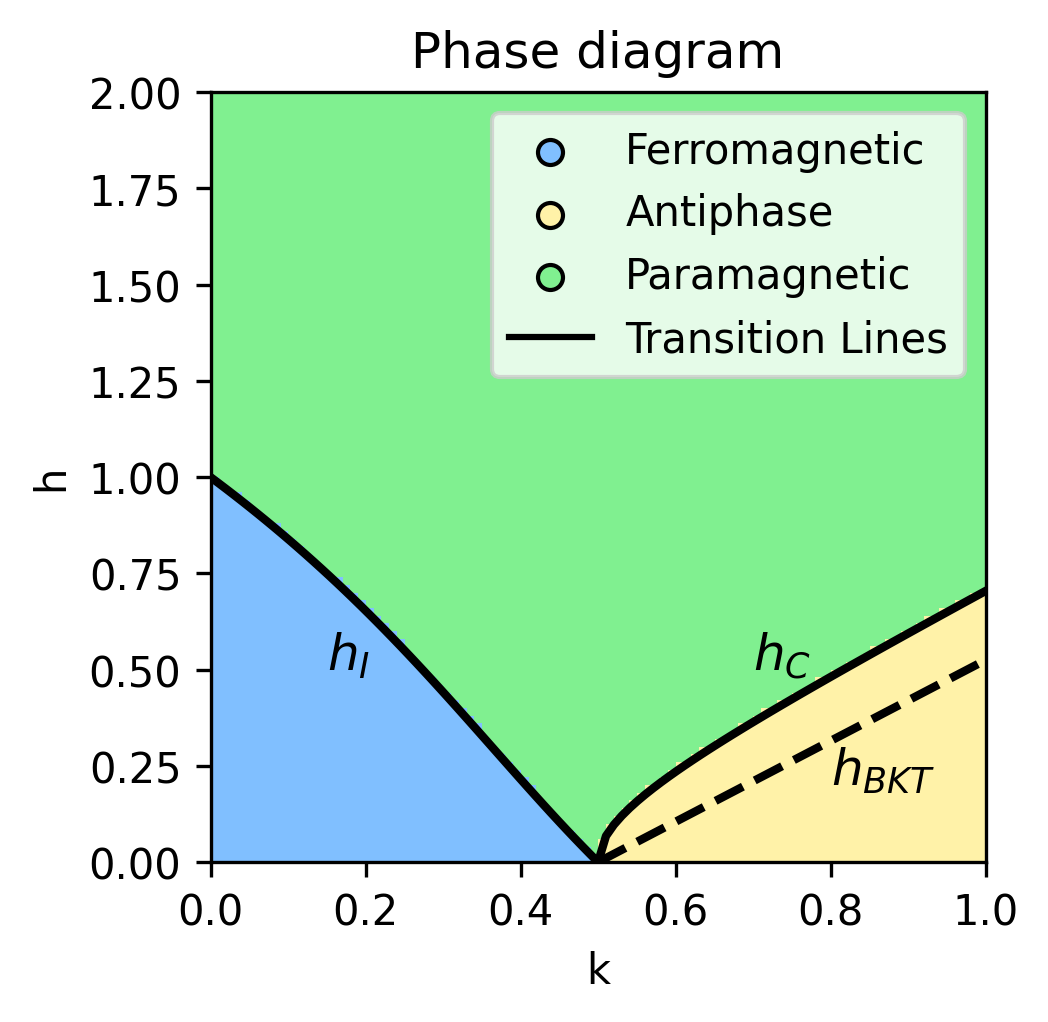 Phase diagram
2.00
1.75
1.50
1.25
1.00
0.75
0.50
0.25
0.00
h
Ferromagnetic
Antiphase
Paramagnetic
Transition Lines
h_I
h_C
h_{BKT}
0.0 0.2 0.4 0.6 0.8 1.0
k